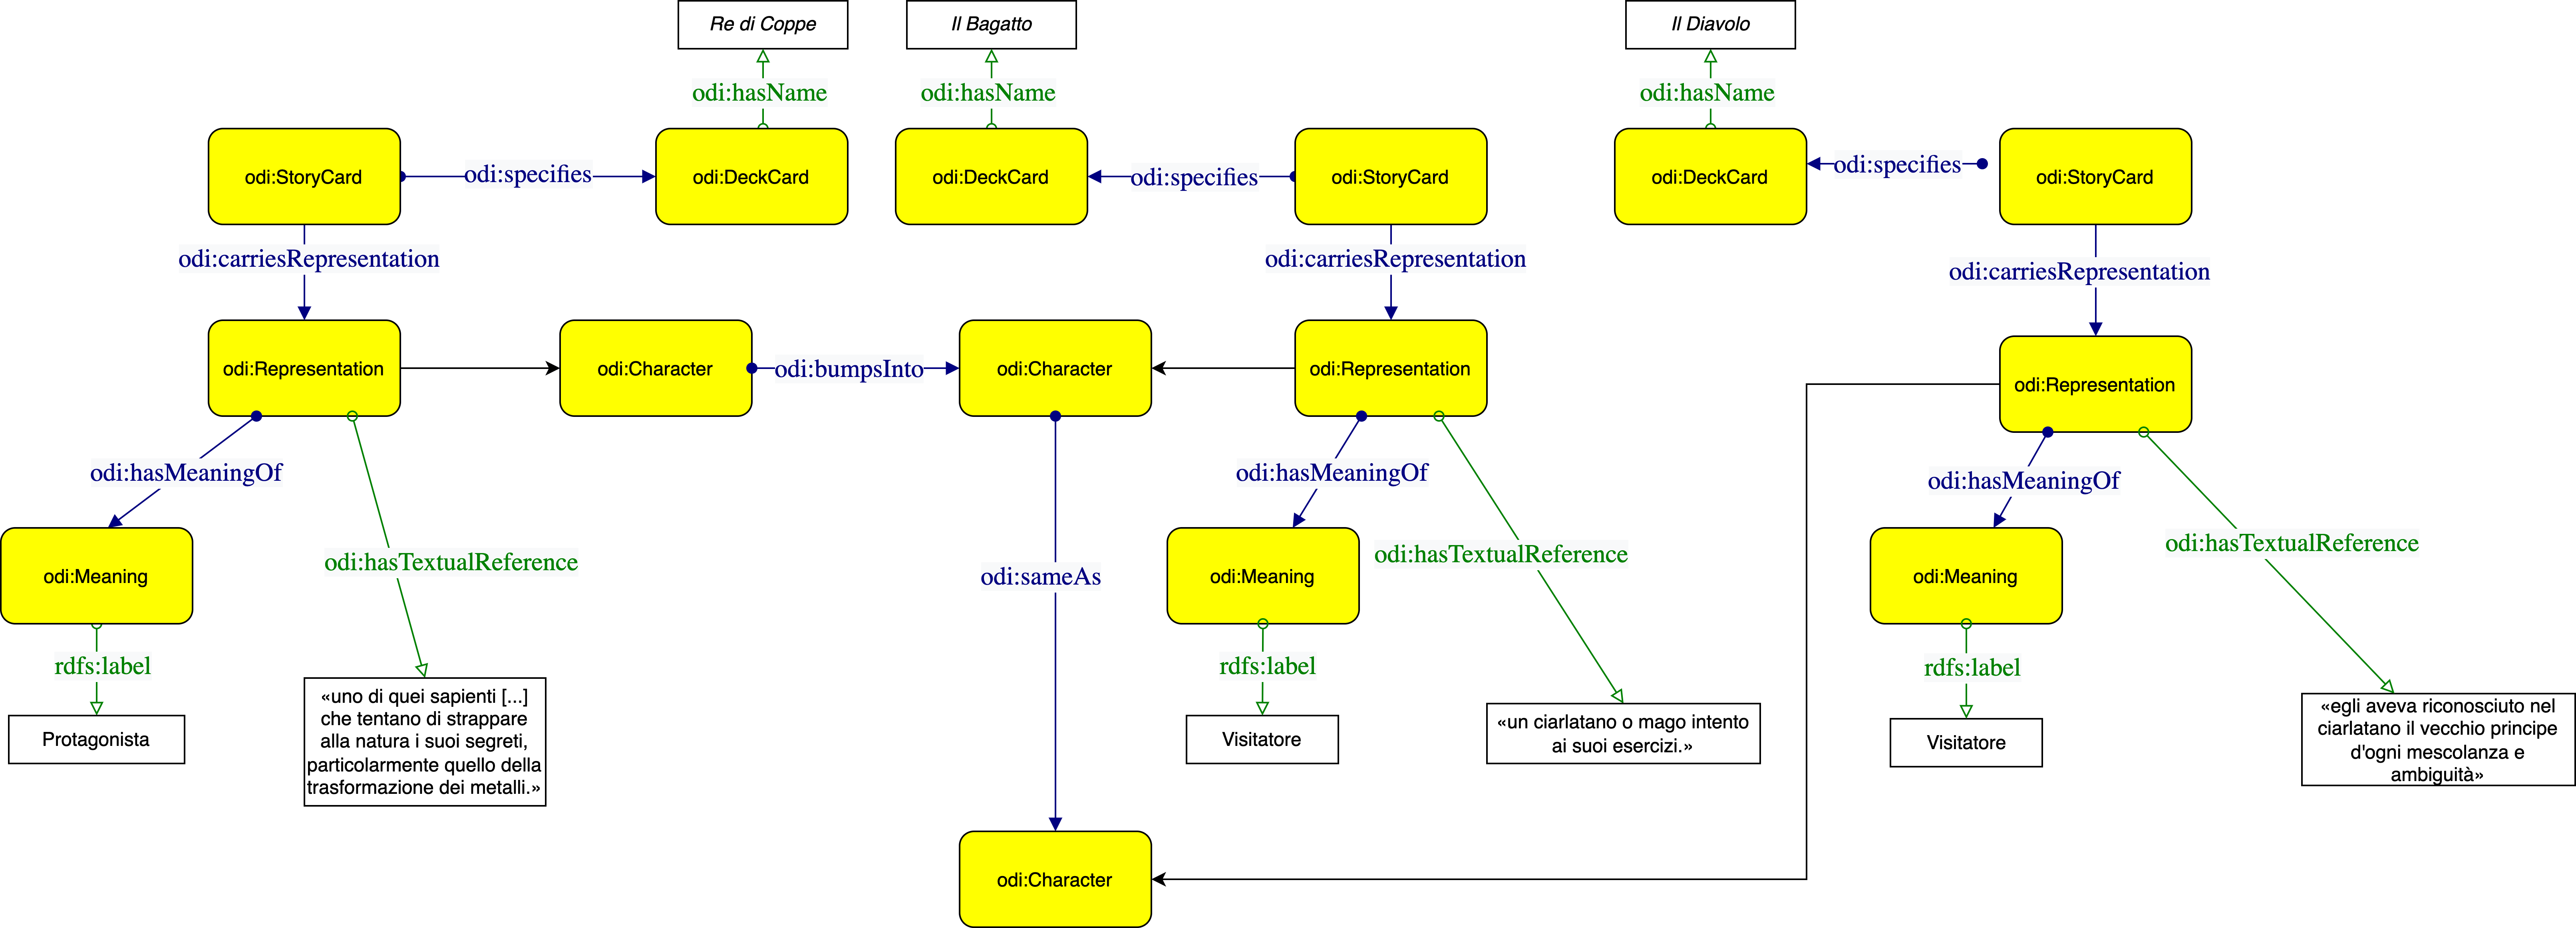 Re di Coppe
Il Bagatto
Il Diavolo
odi:hasName
odi:hasName
odi:hasName
odi:StoryCard
odi:specifies
odi:DeckCard
odi:DeckCard
odi:specifies
odi:StoryCard
odi:DeckCard
odi:specifies
odi:StoryCard
odi:carriesRepresentation
odi:carriesRepresentation
odi:carriesRepresentation
odi:Representation
odi:Character
odi:bumpsInto
odi:Character
odi:Representation
odi:Representation
odi:hasMeaningOf
odi:hasMeaningOf
odi:hasMeaningOf
odi:hasTextualReference
odi:hasTextualReference
odi:hasTextualReference
odi:Meaning
odi:sameAs
odi:Meaning
odi:Meaning
rdfs:label
rdfs:label
rdfs:label
Protagonista
«uno di quei sapienti [...]
che tentano di strappare
alla natura i suoi segreti,
particolarmente quello della
trasformazione dei metalli.»
Visitatore
«un ciarlatano o mago intento
ai suoi esercizi.»
Visitatore
«egli aveva riconosciuto nel
ciarlatano il vecchio principe
d'ogni mescolanza e
ambiguità»
odi:Character